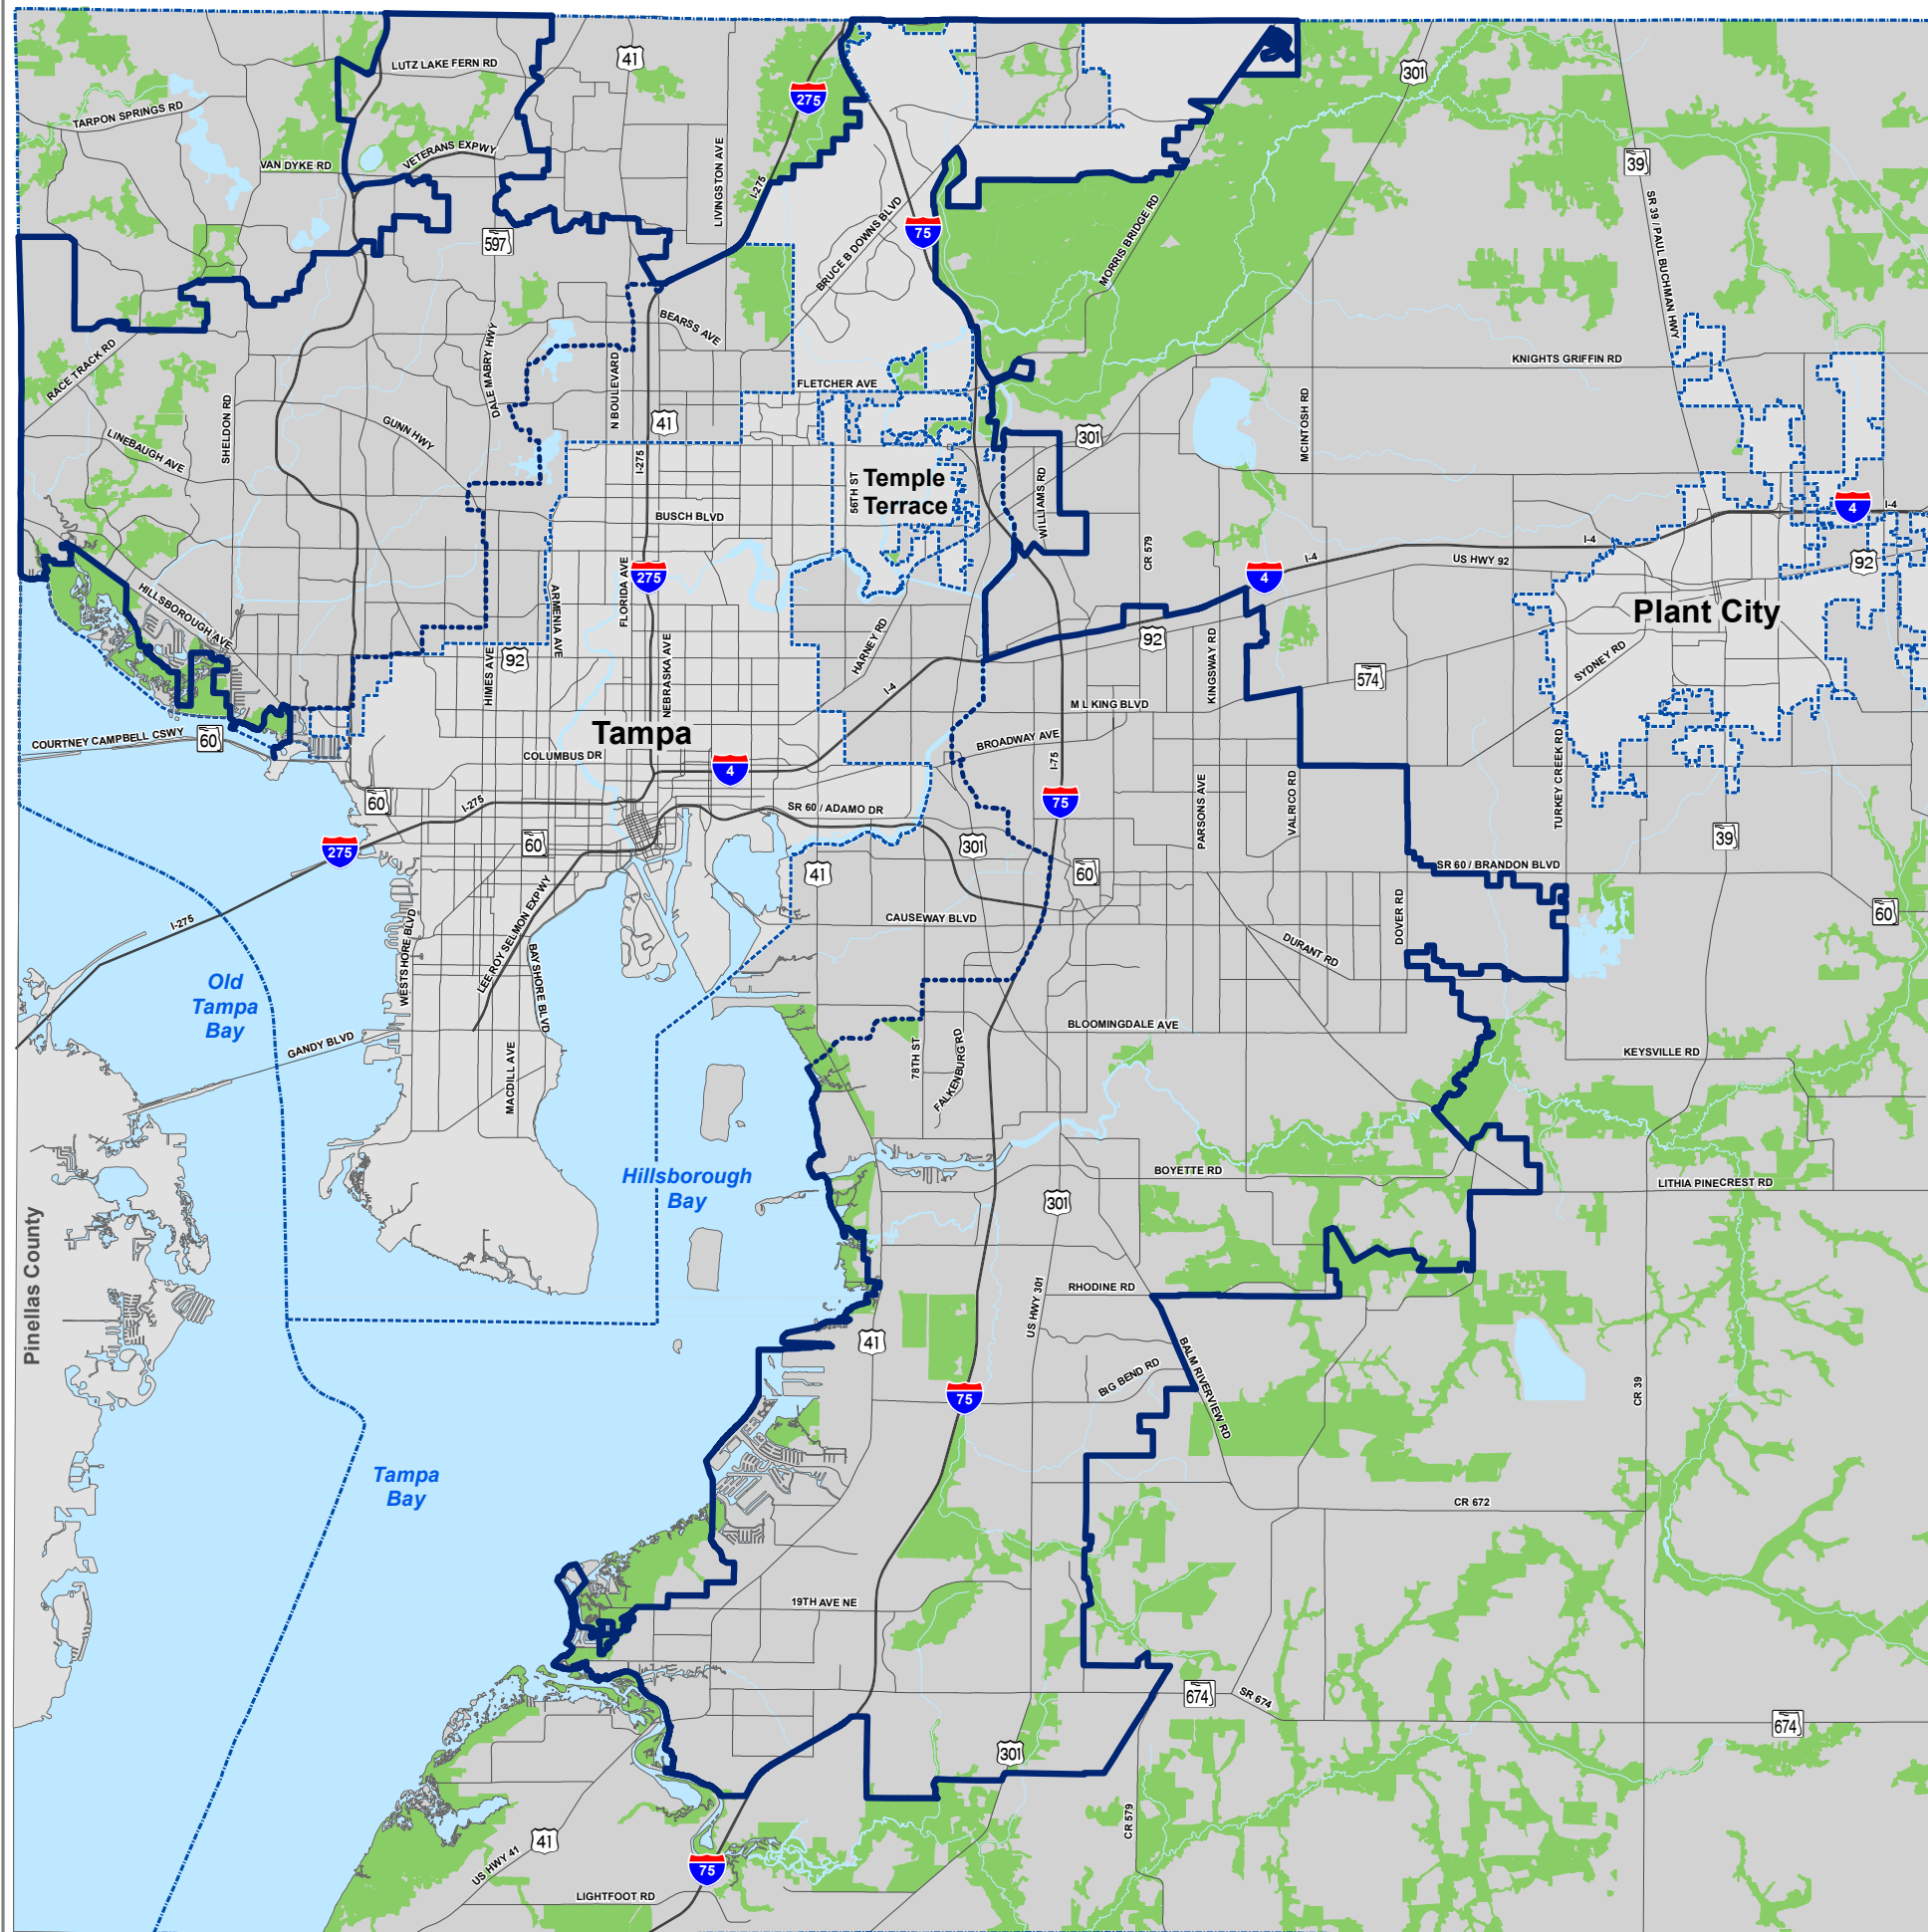 LUTZ LAKE FERN RD
41
275
301
TARPON SPRINGS RD
VAN DYKE RD
VETERANS EXPWY
LIVINGSTON AVE
I-275
39
SR 39 / PAUL BUCHMAN HWY
BRUCE B DOWNS BLVD
75
MORRIS BRIDGE RD
597
RACE TRACK RD
BEARSS AVE
DALE MABRY HWY
N BOULEVARD
KNIGHTS GRIFFIN RD
FLETCHER AVE
SHELDON RD
GUNN HWY
41
301
MCINTOSH RD
LINEBAUGH AVE
I-275
56TH ST
Temple
Terrace
WILLIAMS RD
BUSCH BLVD
4
I-4
CR 579
I-4
I-4
US HWY 92
92
275
4
HILLSBOROUGH AVE
ARMENIA AVE
FLORIDA AVE
Plant City
92
92
HARNEY RD
KINGSWAY RD
SYDNEY RD
HIMES AVE
NEBRASKA AVE
I-4
574
M L KING BLVD
Tampa
COURTNEY CAMPBELL CSWY
60
BROADWAY AVE
COLUMBUS DR
4
I-75
TURKEY CREEK RD
60
I-275
SR 60 / ADAMO DR
75
PARSONS AVE
VALRICO RD
275
60
301
39
41
60
SR 60 / BRANDON BLVD
I-275
WESTSHORE BLVD
LEE ROY SELMON EXPWY
BAYSHORE BLVD
CAUSEWAY BLVD
DOVER RD
60
DURANT RD
Old
Tampa
Bay
GANDY BLVD
BLOOMINGDALE AVE
KEYSVILLE RD
MACDILL AVE
78TH ST
FALKENBURG RD
Hillsborough
Bay
BOYETTE RD
LITHIA PINECREST RD
301
Pinellas County
RHODINE RD
US HWY 301
41
BALM RIVERVIEW RD
BIG BEND RD
75
CR 39
Tampa
Bay
CR 672
19TH AVE NE
674
SR 674
674
301
41
CR 579
US HWY 41
75
LIGHTFOOT RD